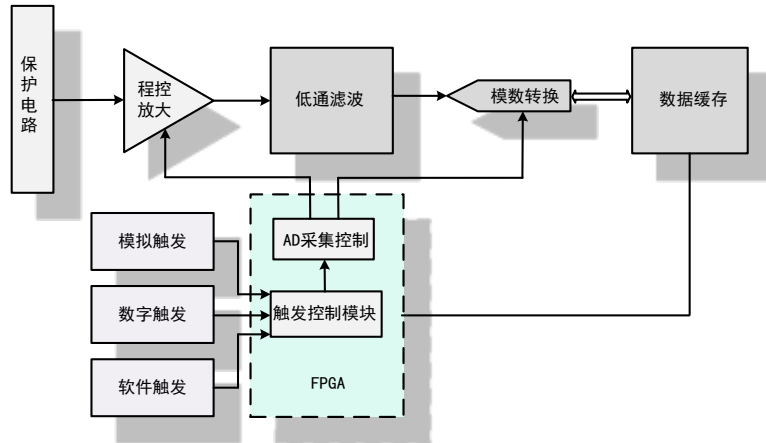 保护电路
程控
放大
低通滤波
模数转换
数据缓存
AD采集控制
模拟触发
数字触发
触发控制模块
软件触发
FPGA